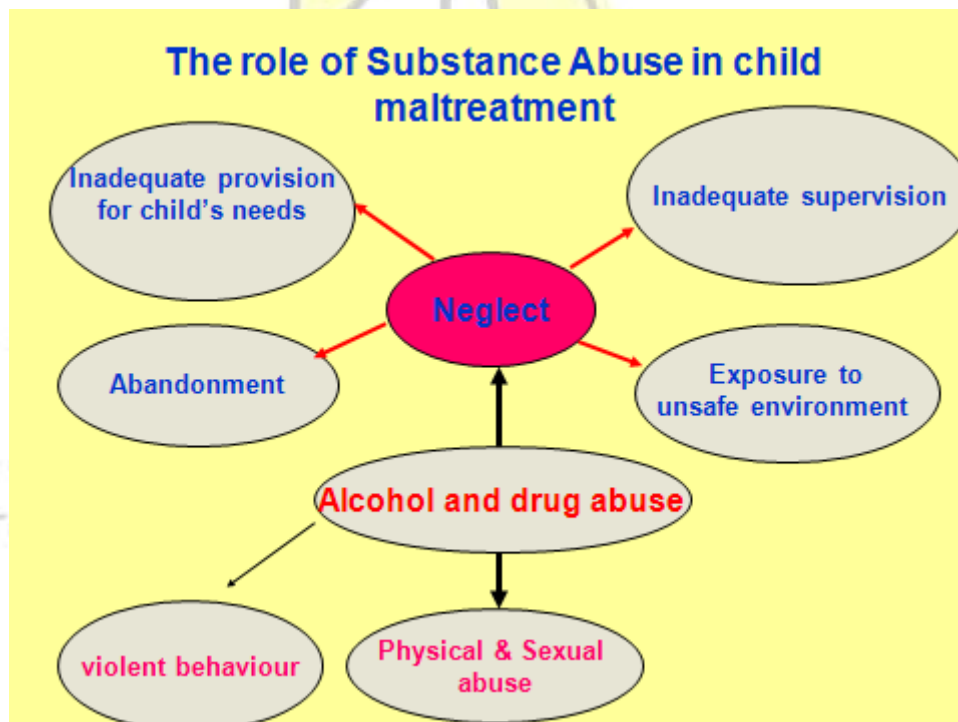 The role of Substance Abuse in child
maltreatment
Inadequate provision
for child's needs
Inadequate supervision
Neglect
Abandonment
Exposure to
unsafe environment
Alcohol and drug abuse
violent behaviour
Physical & Sexual
abuse